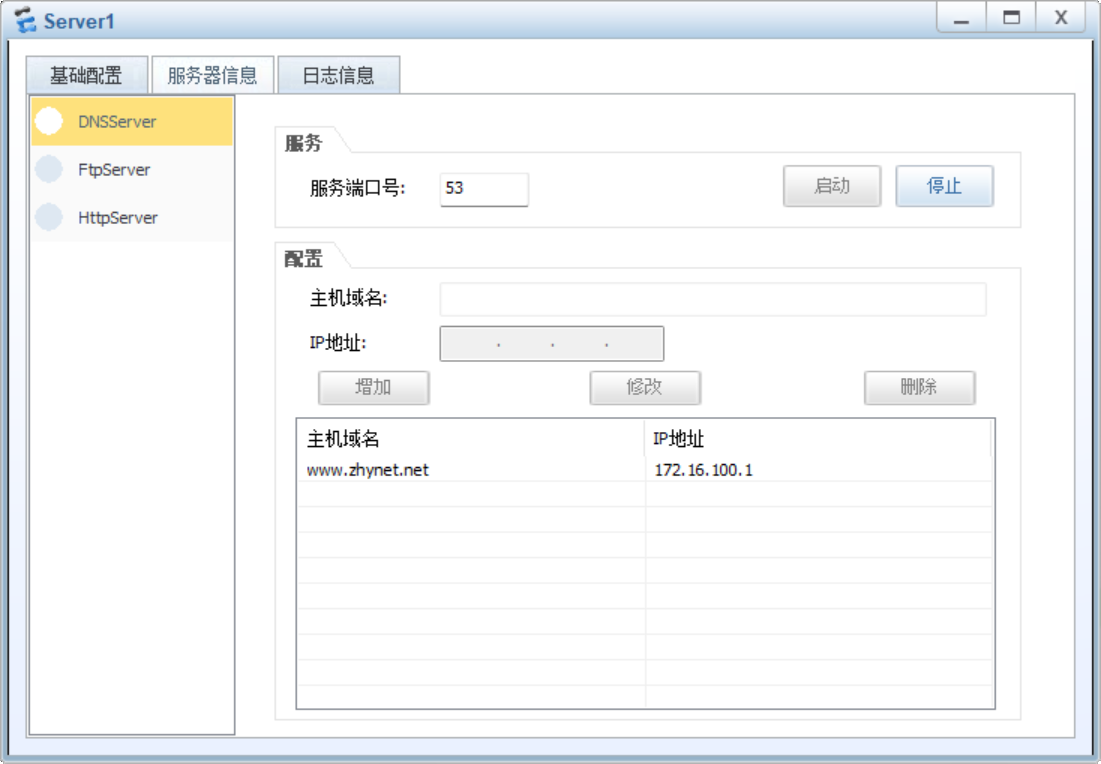 Server1
基础配置 服务器信息 日志信息
DNSServer
FtpServer
HttpServer
服务
服务端口号: 53 启动 停止
配置
主机域名:
IP地址: . . .
增加 修改 删除
主机域名 IP地址
www.zhynet.net 172.16.100.1